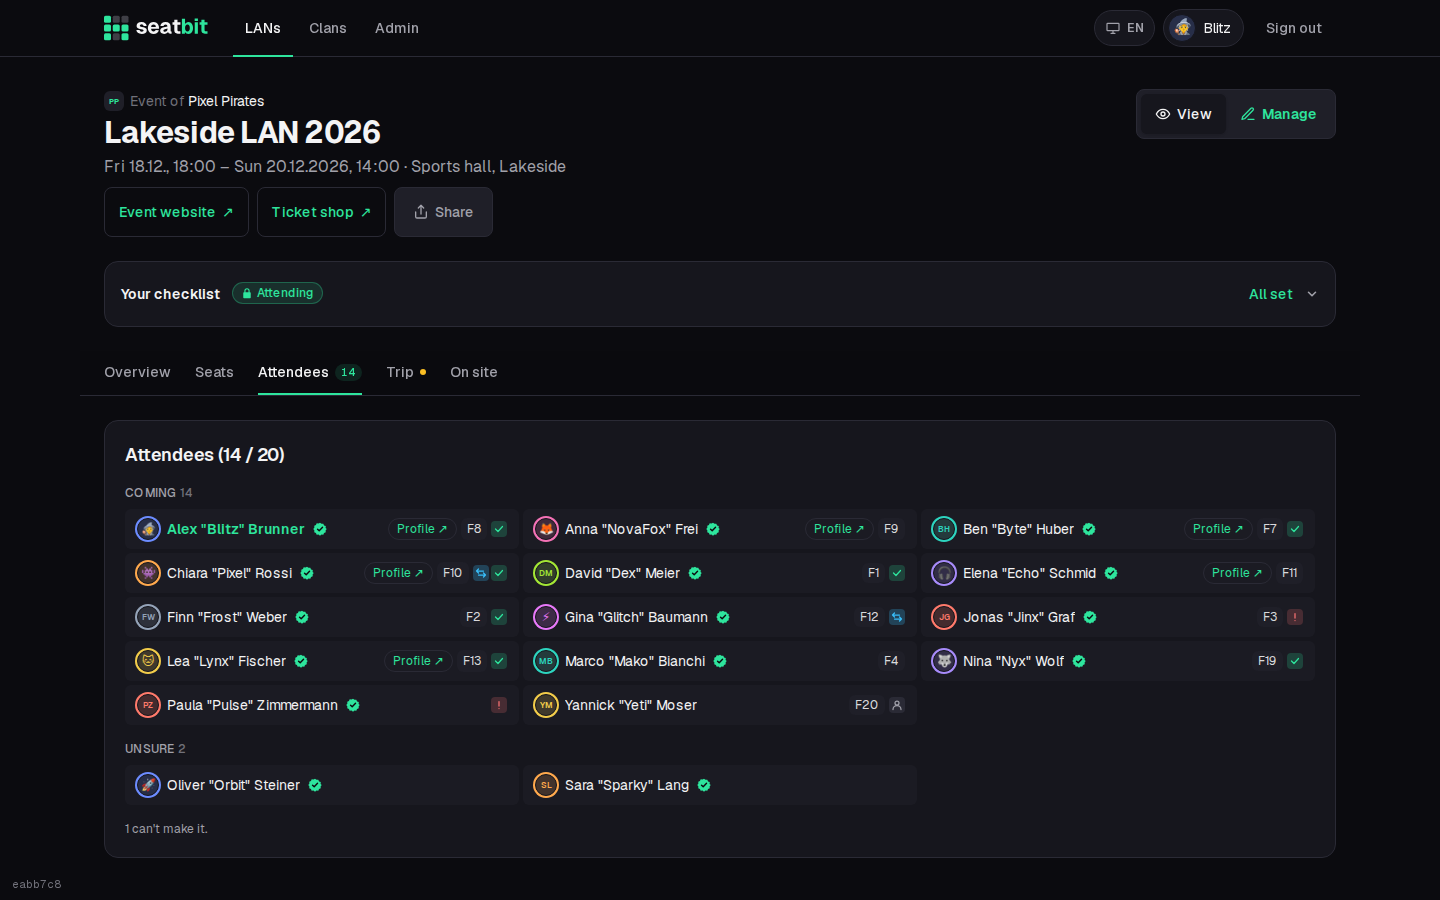 seatbit LANs Clans Admin EN Blitz Sign out
PP Event of Pixel Pirates
Lakeside LAN 2026
Fri 18.12., 18:00 – Sun 20.12.2026, 14:00 · Sports hall, Lakeside
View Manage
Event website ↗ Ticket shop ↗ Share
Your checklist Attending All set
Overview Seats Attendees 14 Trip On site
Attendees (14 / 20)
COMING 14
Alex "Blitz" Brunner Profile ↗ F8
Anna "NovaFox" Frei Profile ↗ F9
BH Ben "Byte" Huber Profile ↗ F7
Chiara "Pixel" Rossi Profile ↗ F10
DM David "Dex" Meier F1
Elena "Echo" Schmid Profile ↗ F11
FW Finn "Frost" Weber F2
Gina "Glitch" Baumann F12
JG Jonas "Jinx" Graf F3 !
Lea "Lynx" Fischer Profile ↗ F13
MB Marco "Mako" Bianchi F4
Nina "Nyx" Wolf F19
PZ Paula "Pulse" Zimmermann !
YM Yannick "Yeti" Moser F20
UNSURE 2
Oliver "Orbit" Steiner
SL Sara "Sparky" Lang
1 can't make it.
eabb7c8